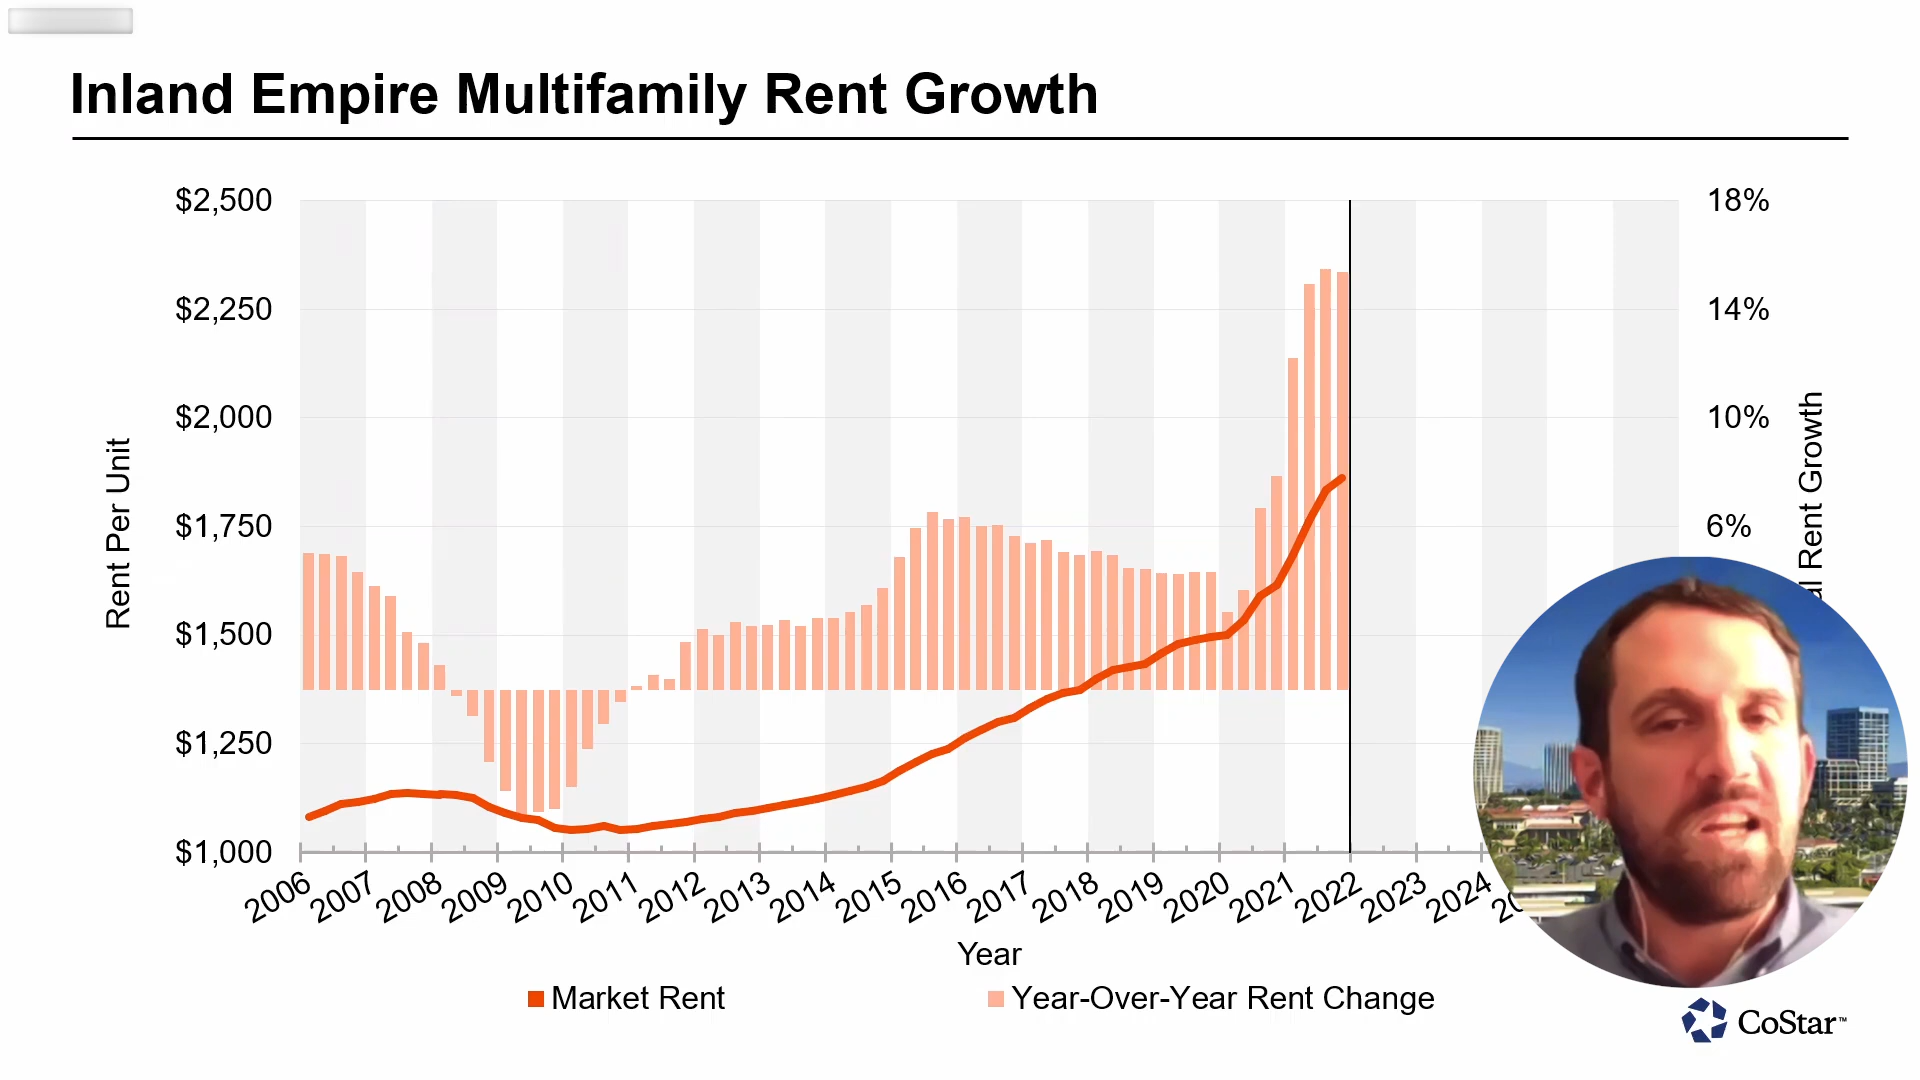 Inland Empire Multifamily Rent Growth
$2,500
$2,250
$2,000
$1,750
$1,500
$1,250
$1,000
Rent Per Unit
18%
14%
10%
6%
Rent Growth
2006 2007 2008 2009 2010 2011 2012 2013 2014 2015 2016 2017 2018 2019 2020 2021 2022 2023 2024
Year
Market Rent
Year-Over-Year Rent Change
CoStar™